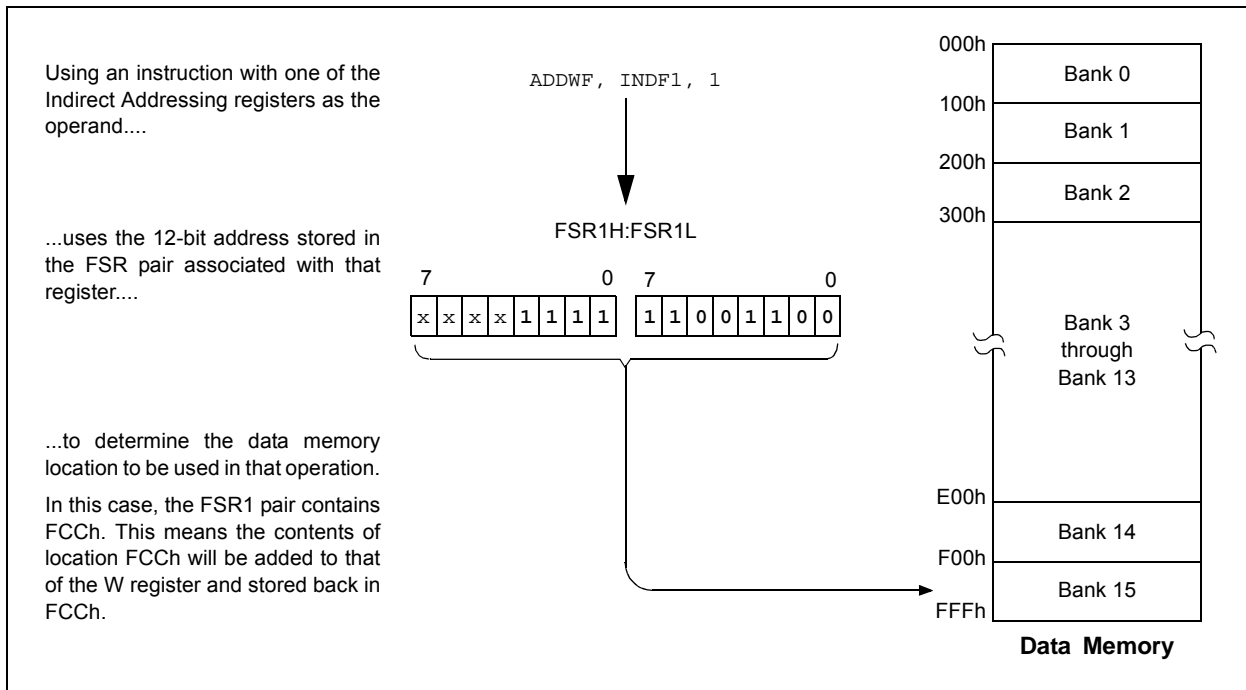 Using an instruction with one of the
Indirect Addressing registers as the
operand....
ADDWF, INDF1, 1
...uses the 12-bit address stored in
the FSR pair associated with that
register....
FSR1H:FSR1L
7 0 7 0
x x x x 1 1 1 1 1 1 0 0 1 1 0 0
...to determine the data memory
location to be used in that operation.
In this case, the FSR1 pair contains
FCCh. This means the contents of
location FCCh will be added to that
of the W register and stored back in
FCCh.
000h
Bank 0
100h
Bank 1
200h
Bank 2
300h
Bank 3
through
Bank 13
E00h
Bank 14
F00h
Bank 15
FFFh
Data Memory